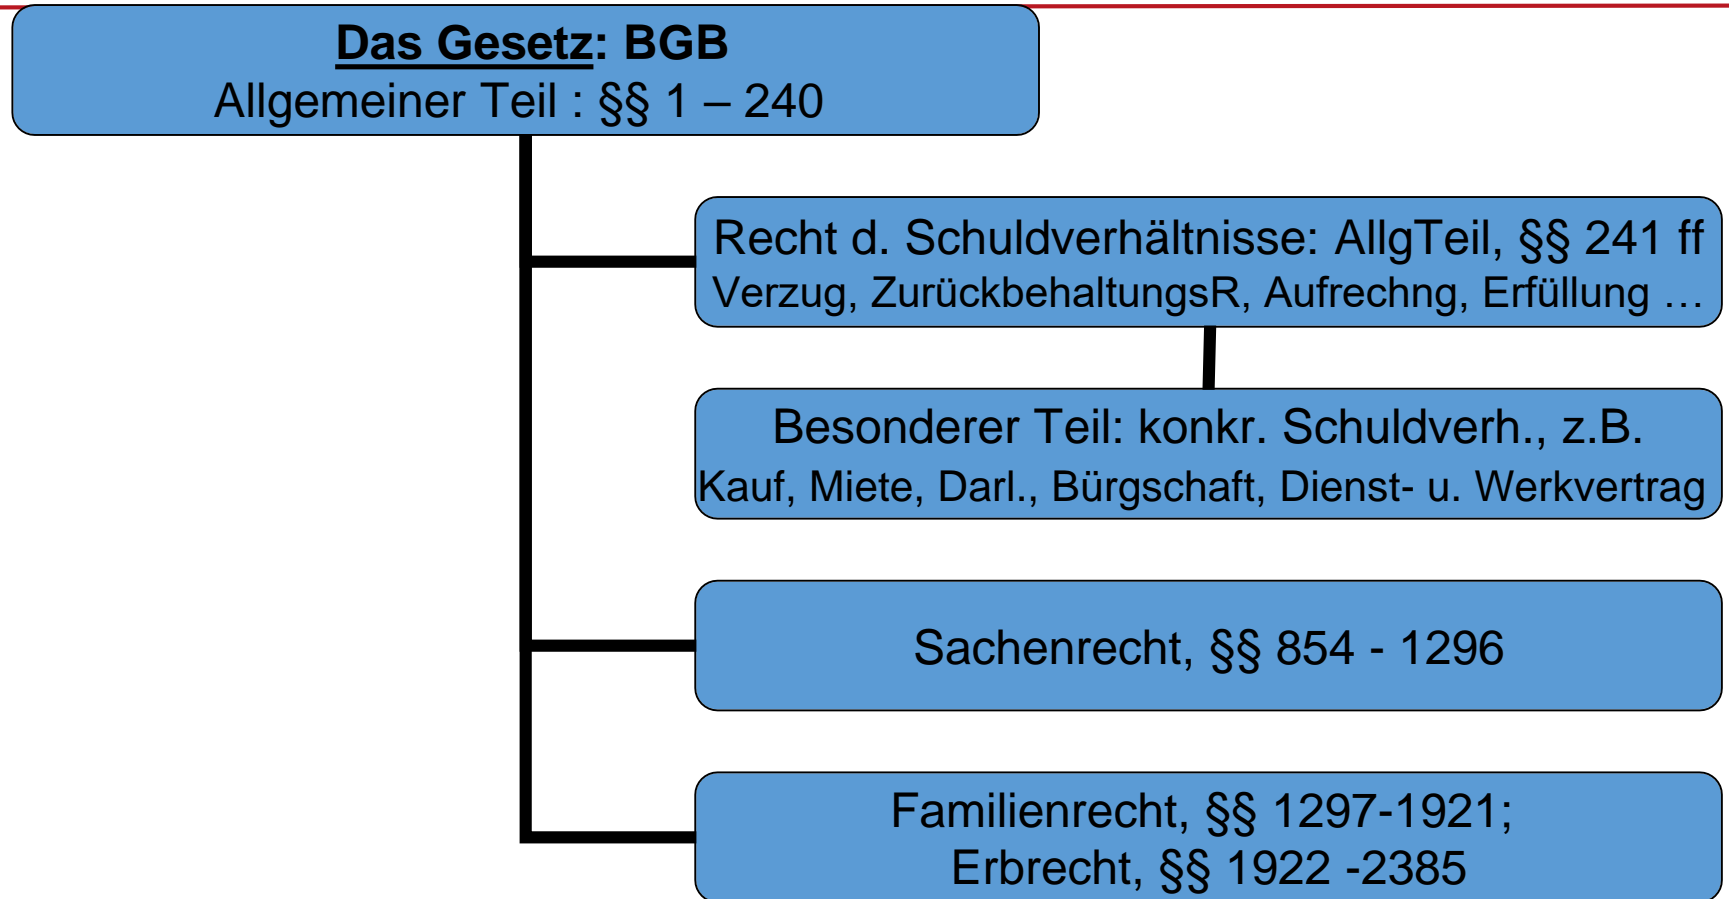 Das Gesetz: BGB
Allgemeiner Teil : §§ 1 – 240
Recht d. Schuldverhältnisse: AllgTeil, §§ 241 ff
Verzug, ZurückbehaltungsR, Aufrechng, Erfüllung …
Besonderer Teil: konkr. Schuldverh., z.B.
Kauf, Miete, Darl., Bürgschaft, Dienst- u. Werkvertrag
Sachenrecht, §§ 854 - 1296
Familienrecht, §§ 1297-1921;
Erbrecht, §§ 1922 -2385